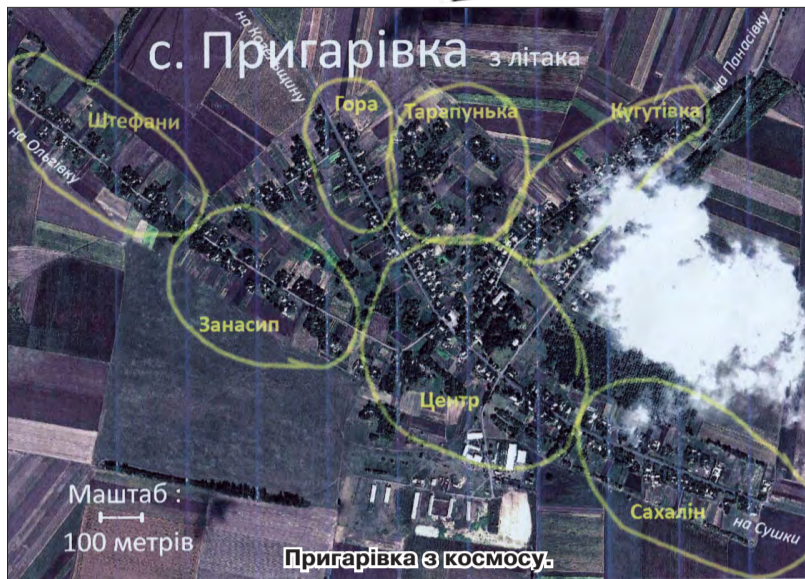 с. Пригарівка з літака
на Ольгівку
на Панасівку
Штефани
Гора
Тарапунька
Кугутівка
Занасип
Центр
Сахалін
на Сушки
Маштаб :
100 метрів
Пригарівка з космосу.